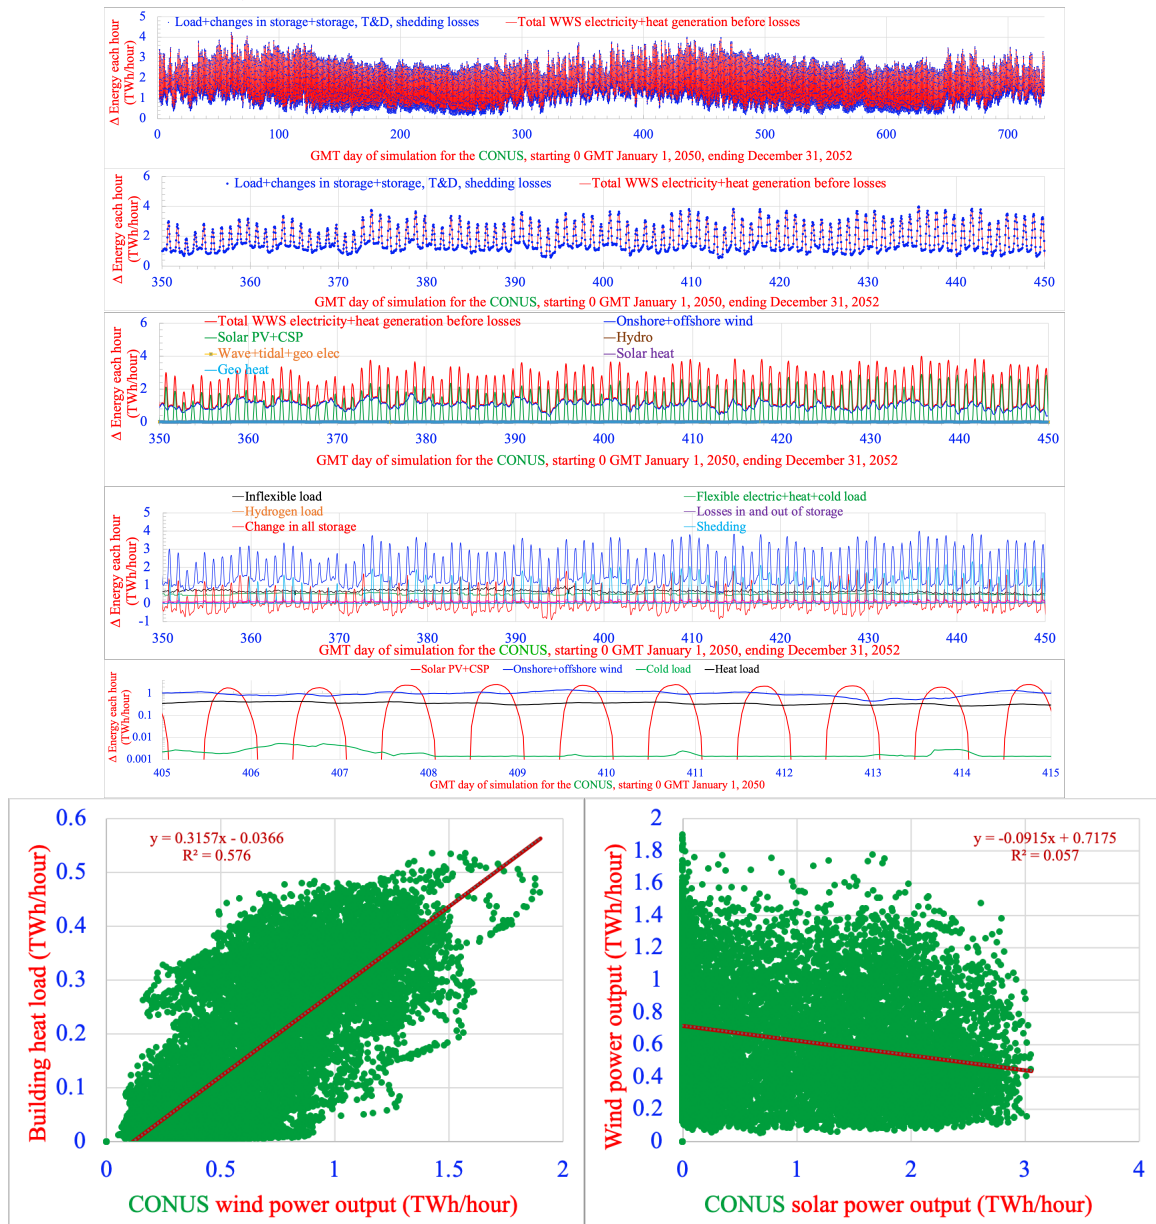 5
4
3
2
1
0
Δ Energy each hour
(TWh/hour)
Load+changes in storage+storage, T&D, shedding losses
Total WWS electricity+heat generation before losses
0 100 200 300 400 500 600 700
GMT day of simulation for the CONUS, starting 0 GMT January 1, 2050, ending December 31, 2052
6
4
2
0
Δ Energy each hour
(TWh/hour)
Load+changes in storage+storage, T&D, shedding losses
Total WWS electricity+heat generation before losses
350 360 370 380 390 400 410 420 430 440 450
GMT day of simulation for the CONUS, starting 0 GMT January 1, 2050, ending December 31, 2052
6
4
2
0
Δ Energy each hour
(TWh/hour)
Total WWS electricity+heat generation before losses
Onshore+offshore wind
Solar PV+CSP
Hydro
Wave+tidal+geo elec
Solar heat
Geo heat
350 360 370 380 390 400 410 420 430 440 450
GMT day of simulation for the CONUS, starting 0 GMT January 1, 2050, ending December 31, 2052
Inflexible load
Flexible electric+heat+cold load
Hydrogen load
Losses in and out of storage
Change in all storage
Shedding
5
4
3
2
1
0
-1
Δ Energy each hour
(TWh/hour)
350 360 370 380 390 400 410 420 430 440 450
GMT day of simulation for the CONUS, starting 0 GMT January 1, 2050, ending December 31, 2052
Solar PV+CSP
Onshore+offshore wind
Cold load
Heat load
1
0.1
0.01
0.001
Δ Energy each hour
(TWh/hour)
405 406 407 408 409 410 411 412 413 414 415
GMT day of simulation for the CONUS, starting 0 GMT January 1, 2050
0.6
0.5
0.4
0.3
0.2
0.1
0
Building heat load (TWh/hour)
y = 0.3157x - 0.0366
R² = 0.576
0 0.5 1 1.5 2
CONUS wind power output (TWh/hour)
2
1.8
1.6
1.4
1.2
1
0.8
0.6
0.4
0.2
0
Wind power output (TWh/hour)
y = -0.0915x + 0.7175
R² = 0.057
0 1 2 3 4
CONUS solar power output (TWh/hour)